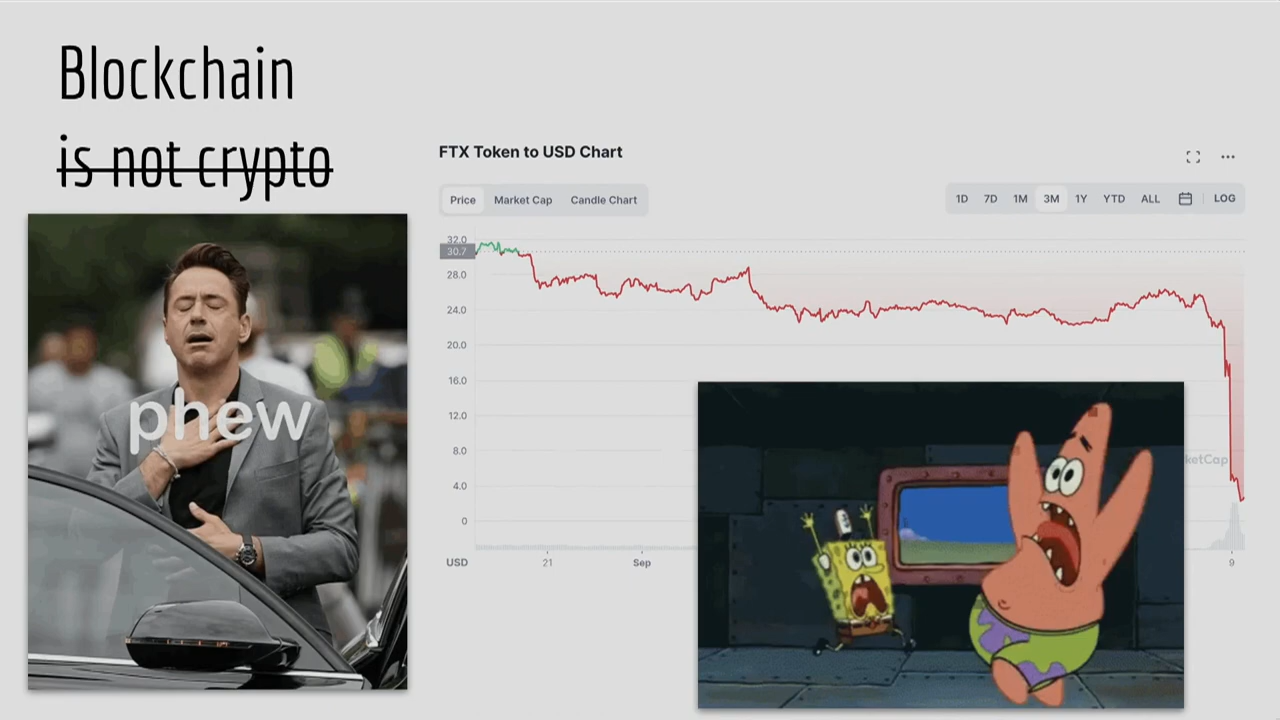 Blockchain
is not crypto
phew
FTX Token to USD Chart
Price Market Cap Candle Chart
1D 7D 1M 3M 1Y YTD ALL LOG
32.0
30.7
28.0
24.0
20.0
16.0
12.0
8.0
4.0
0
ketCap
USD 21 Sep 9